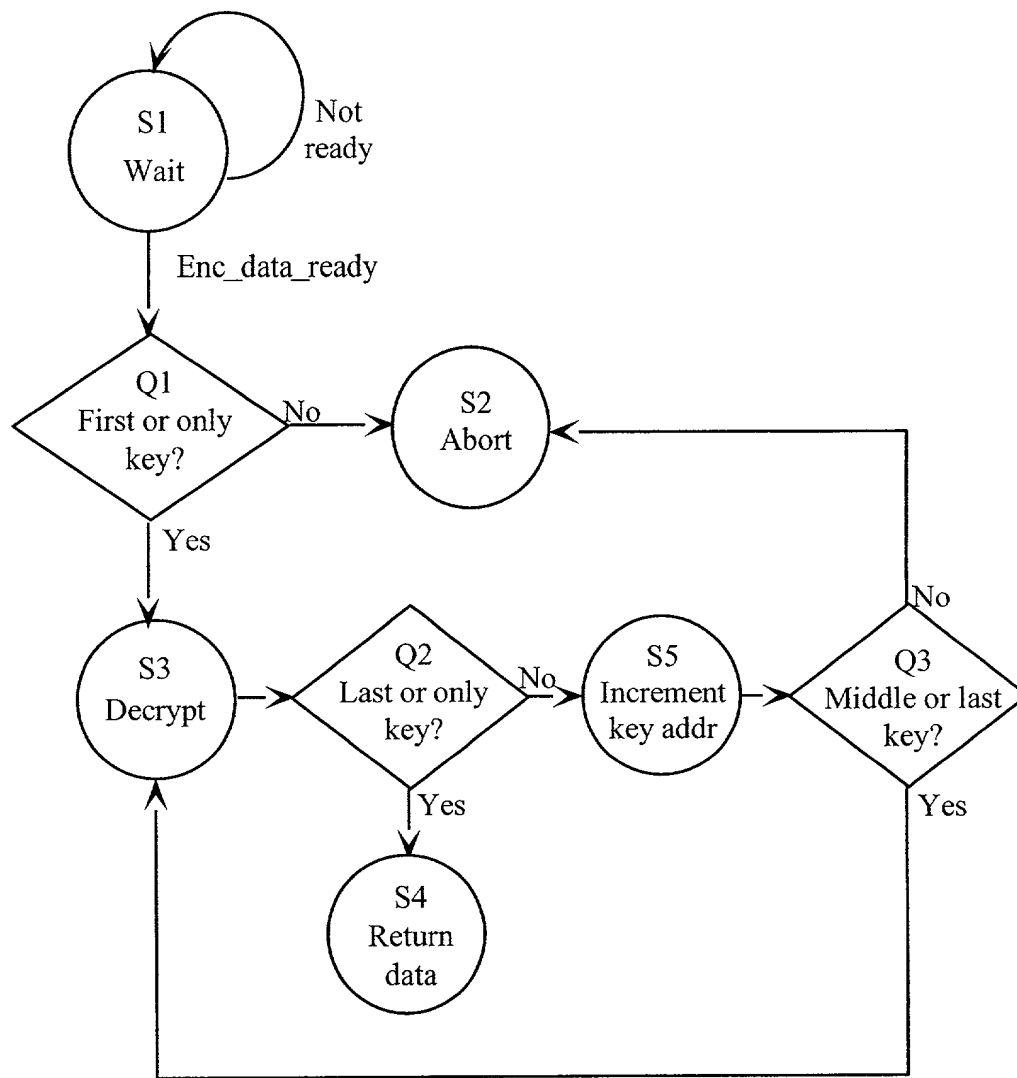 S1
Wait
Not
ready
Enc_data_ready
Q1
First or only
key?
No
S2
Abort
Yes
No
S3
Decrypt
Q2
Last or only
key?
No
S5
Increment
key addr
Q3
Middle or last
key?
Yes
Yes
S4
Return
data